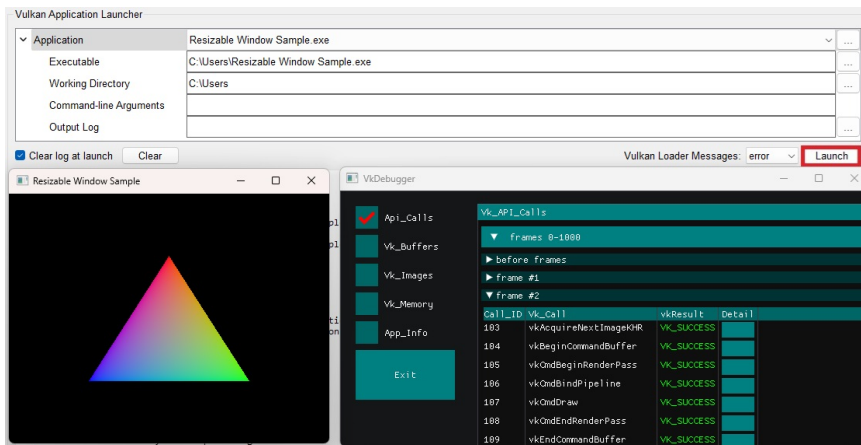 Vulkan Application Launcher
Application Resizable Window Sample.exe ...
Executable C:\Users\Resizable Window Sample.exe ...
Working Directory C:\Users ...
Command-line Arguments
Output Log ...
Clear log at launch Clear Vulkan Loader Messages: error Launch
Resizable Window Sample
VkDebugger
Api_Calls
Vk_Buffers
Vk_Images
Vk_Memory
App_Info
Exit
Vk_API_Calls
frames 0-1000
before frames
frame #1
frame #2
Call_ID Vk_Call vkResult Detail
103 vkAcquireNextImageKHR VK_SUCCESS
104 vkBeginCommandBuffer VK_SUCCESS
105 vkCmdBeginRenderPass VK_SUCCESS
106 vkCmdBindPipeline VK_SUCCESS
107 vkCmdDraw VK_SUCCESS
108 vkCmdEndRenderPass VK_SUCCESS
109 vkEndCommandBuffer VK_SUCCESS